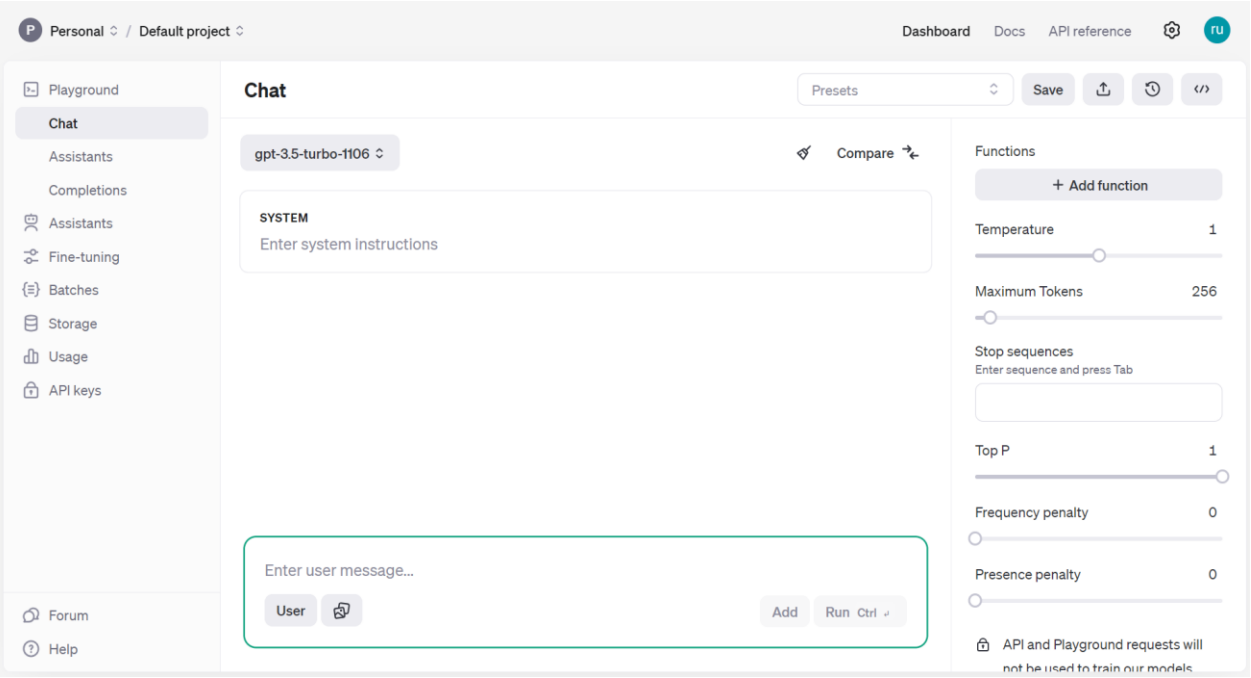 P Personal / Default project
Dashboard Docs API reference ru
Playground
Chat
Assistants
Completions
Assistants
Fine-tuning
Batches
Storage
Usage
API keys
Forum
Help
Chat
Presets
Save
gpt-3.5-turbo-1106
Compare
SYSTEM
Enter system instructions
Enter user message...
User
Add
Run Ctrl ↵
Functions
+ Add function
Temperature 1
Maximum Tokens 256
Stop sequences
Enter sequence and press Tab
Top P 1
Frequency penalty 0
Presence penalty 0
API and Playground requests will
not be used to train our models